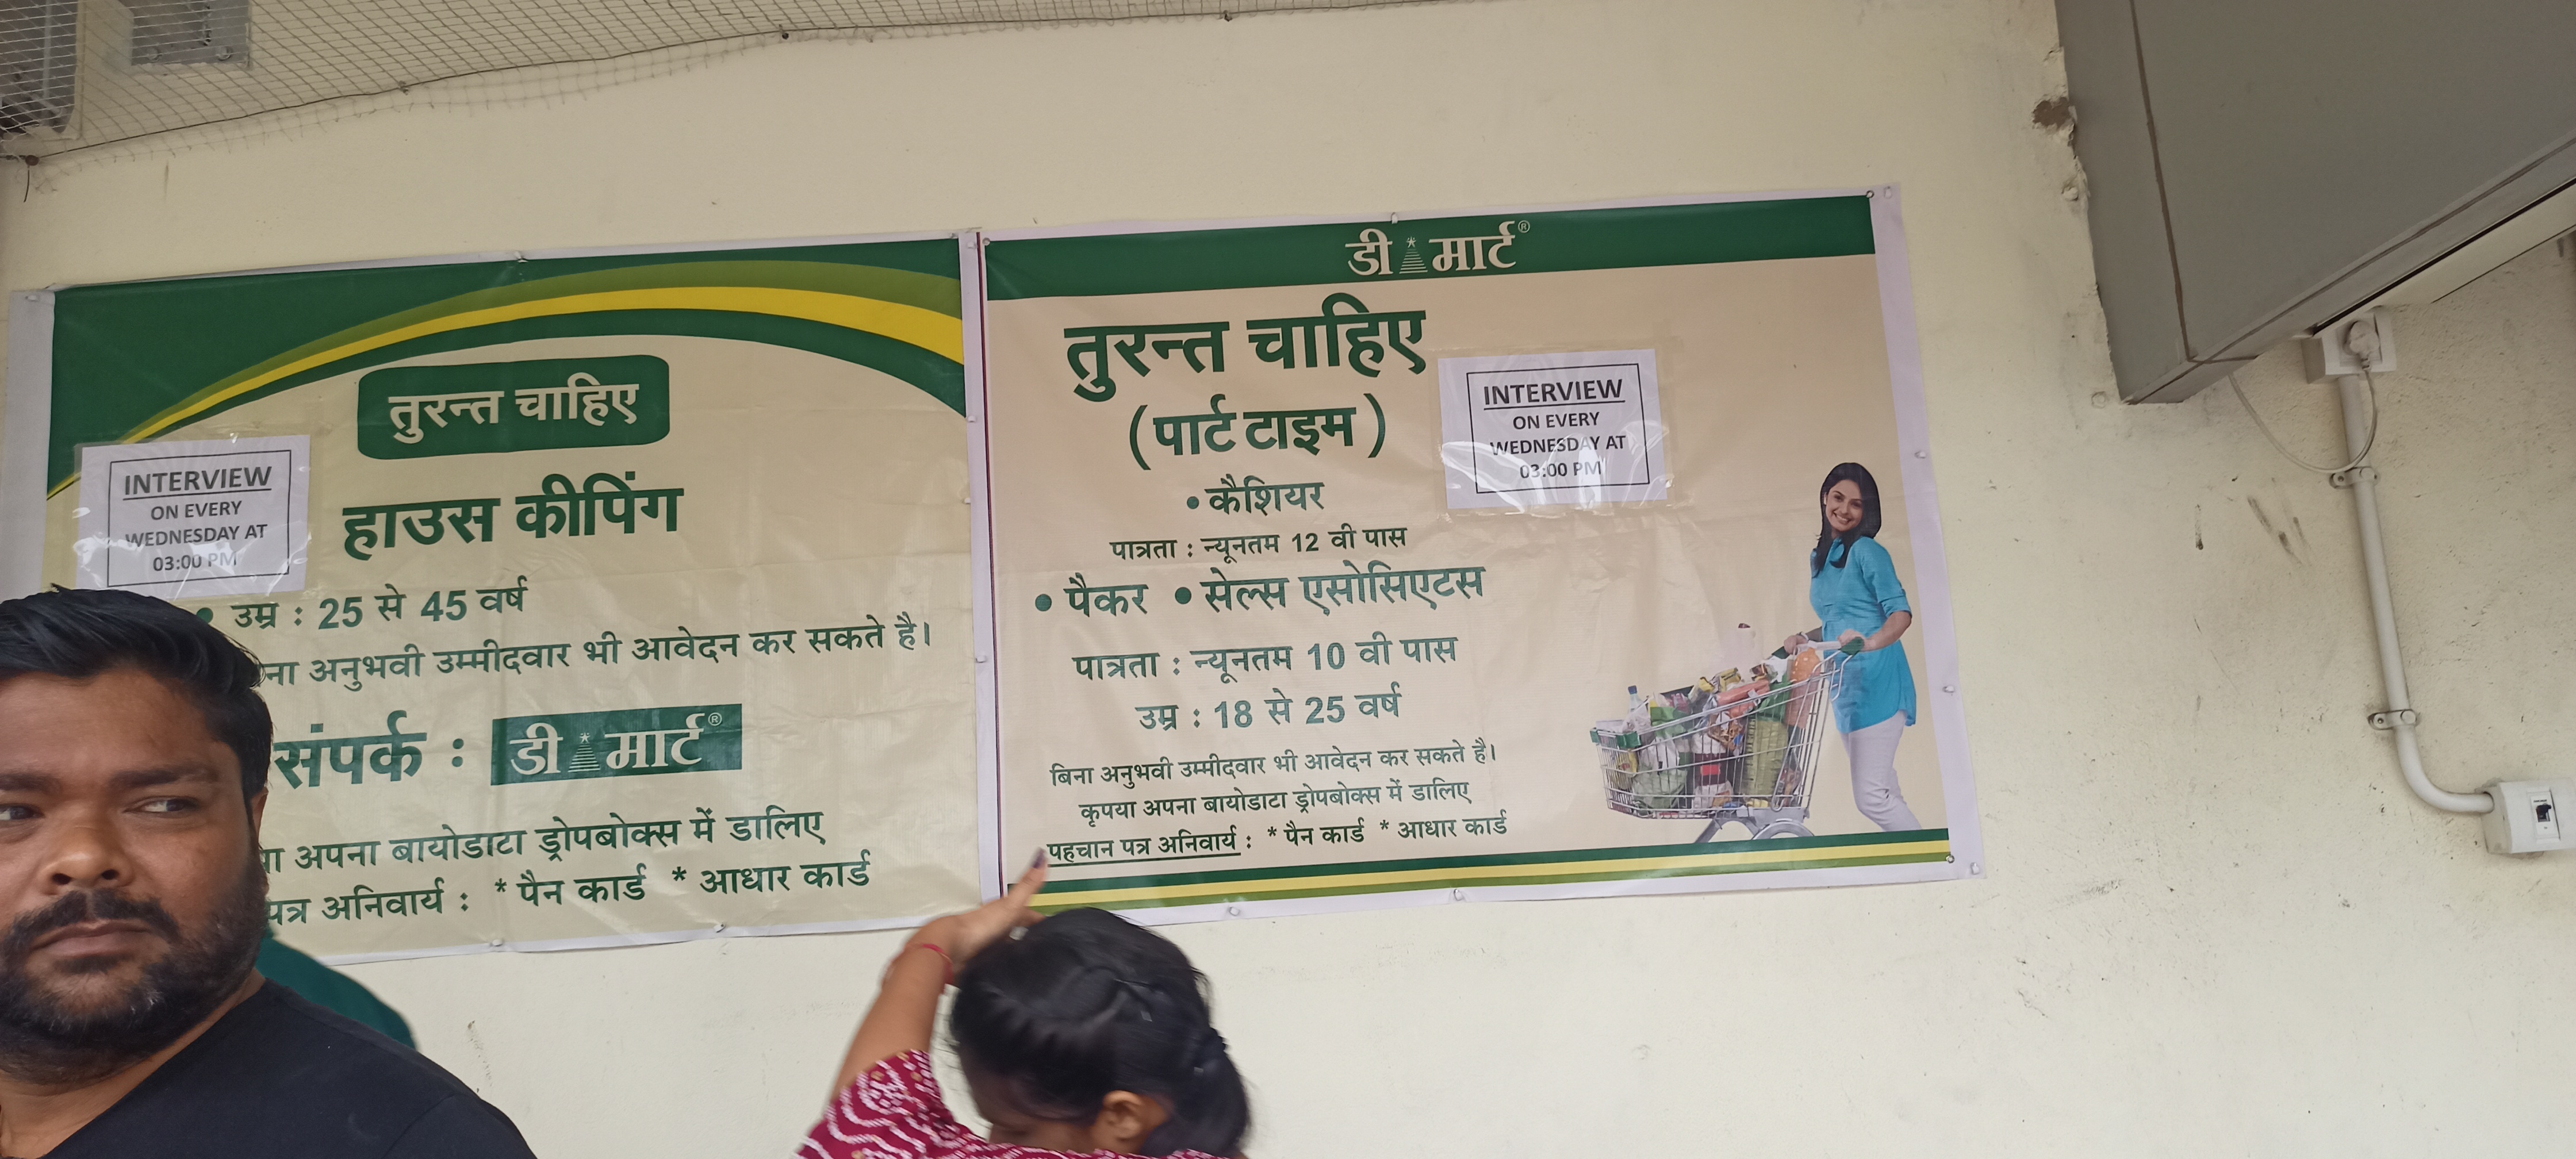 तुरन्त चाहिए
INTERVIEW
ON EVERY
WEDNESDAY AT
03:00 PM
हाउस कीपिंग
• उम्र : 25 से 45 वर्ष
अनुभवी उम्मीदवार भी आवेदन कर सकते है।
संपर्क : डी मार्ट®
अपना बायोडाटा ड्रोपबोक्स में डालिए
पत्र अनिवार्य : * पैन कार्ड * आधार कार्ड
डी मार्ट®
तुरन्त चाहिए
(पार्ट टाइम)
INTERVIEW
ON EVERY
WEDNESDAY AT
03:00 PM
• कैशियर
पात्रता : न्यूनतम 12 वी पास
• पैकर • सेल्स एसोसिएटस
पात्रता : न्यूनतम 10 वी पास
उम्र : 18 से 25 वर्ष
बिना अनुभवी उम्मीदवार भी आवेदन कर सकते है।
कृपया अपना बायोडाटा ड्रोपबोक्स में डालिए
पहचान पत्र अनिवार्य : * पैन कार्ड * आधार कार्ड